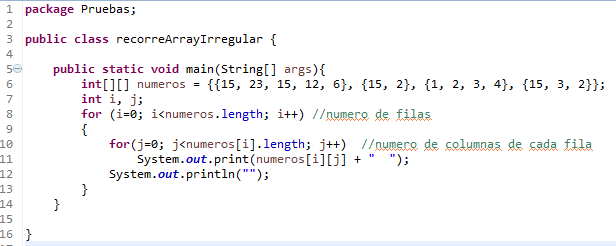 1 package Pruebas;
2
3 public class recorreArrayIrregular {
4
5 public static void main(String[] args){
6 int[][] numeros = {{15, 23, 15, 12, 6}, {15, 2}, {1, 2, 3, 4}, {15, 3, 2}};
7 int i, j;
8 for (i=0; i<numeros.length; i++) //numero de filas
9 {
10 for(j=0; j<numeros[i].length; j++) //numero de columnas de cada fila
11 System.out.print(numeros[i][j] + "  ");
12 System.out.println("");
13 }
14 }
15
16 }